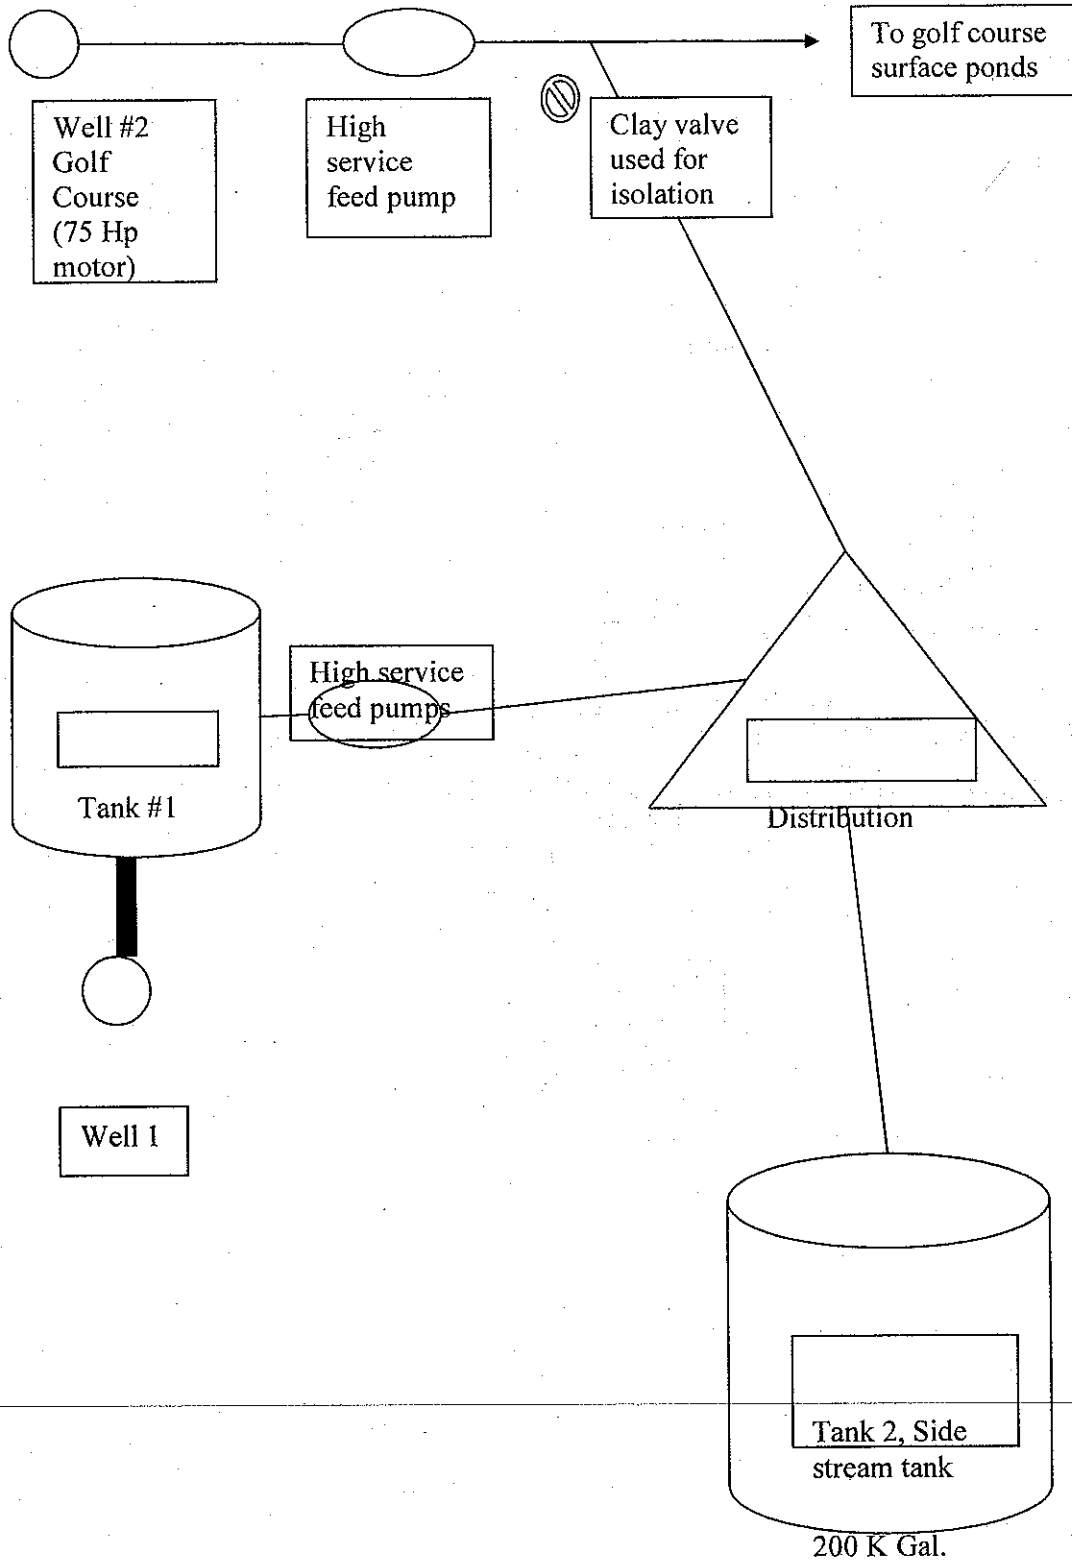 To golf course
surface ponds
Well #2
Golf
Course
(75 Hp
motor)
High
service
feed pump
Clay valve
used for
isolation
High service
feed pumps
Tank #1
Distribution
Well 1
Tank 2, Side
stream tank
200 K Gal.